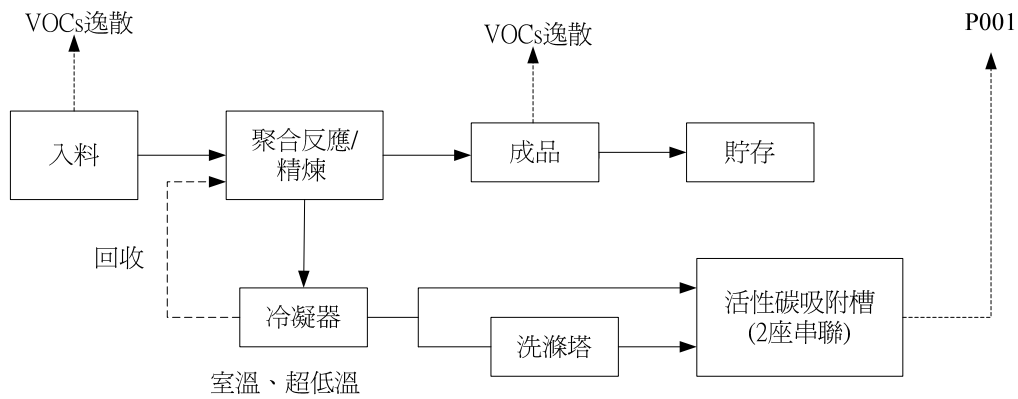 VOCs逸散
VOCs逸散
P001
入料
聚合反應/
精煉
成品
貯存
回收
冷凝器
洗滌塔
活性碳吸附槽
(2座串聯)
室溫、超低溫